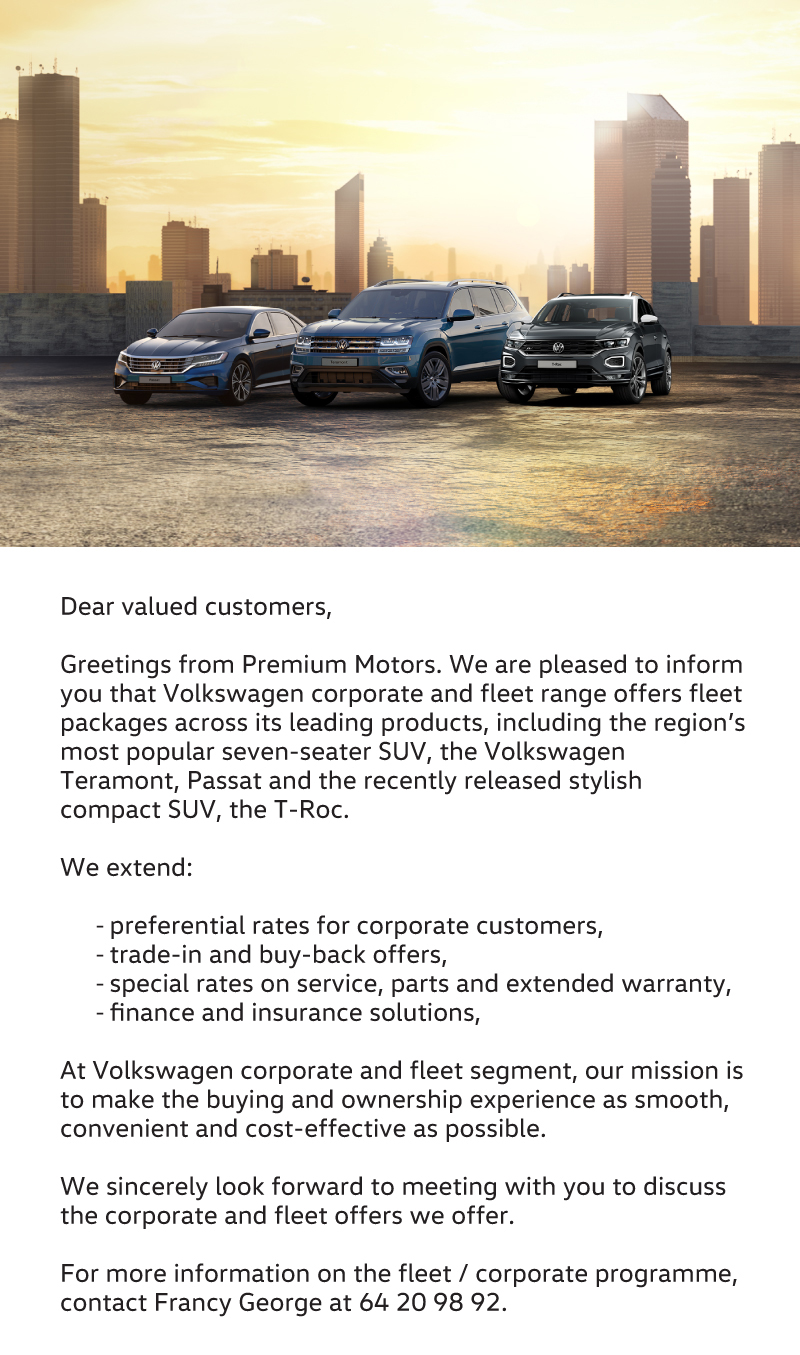 Dear valued customers,
Greetings from Premium Motors. We are pleased to inform
you that Volkswagen corporate and fleet range offers fleet
packages across its leading products, including the region's
most popular seven-seater SUV, the Volkswagen
Teramont, Passat and the recently released stylish
compact SUV, the T-Roc.
We extend:
- preferential rates for corporate customers,
- trade-in and buy-back offers,
- special rates on service, parts and extended warranty,
- finance and insurance solutions,
At Volkswagen corporate and fleet segment, our mission is
to make the buying and ownership experience as smooth,
convenient and cost-effective as possible.
We sincerely look forward to meeting with you to discuss
the corporate and fleet offers we offer.
For more information on the fleet / corporate programme,
contact Francy George at 64 20 98 92.